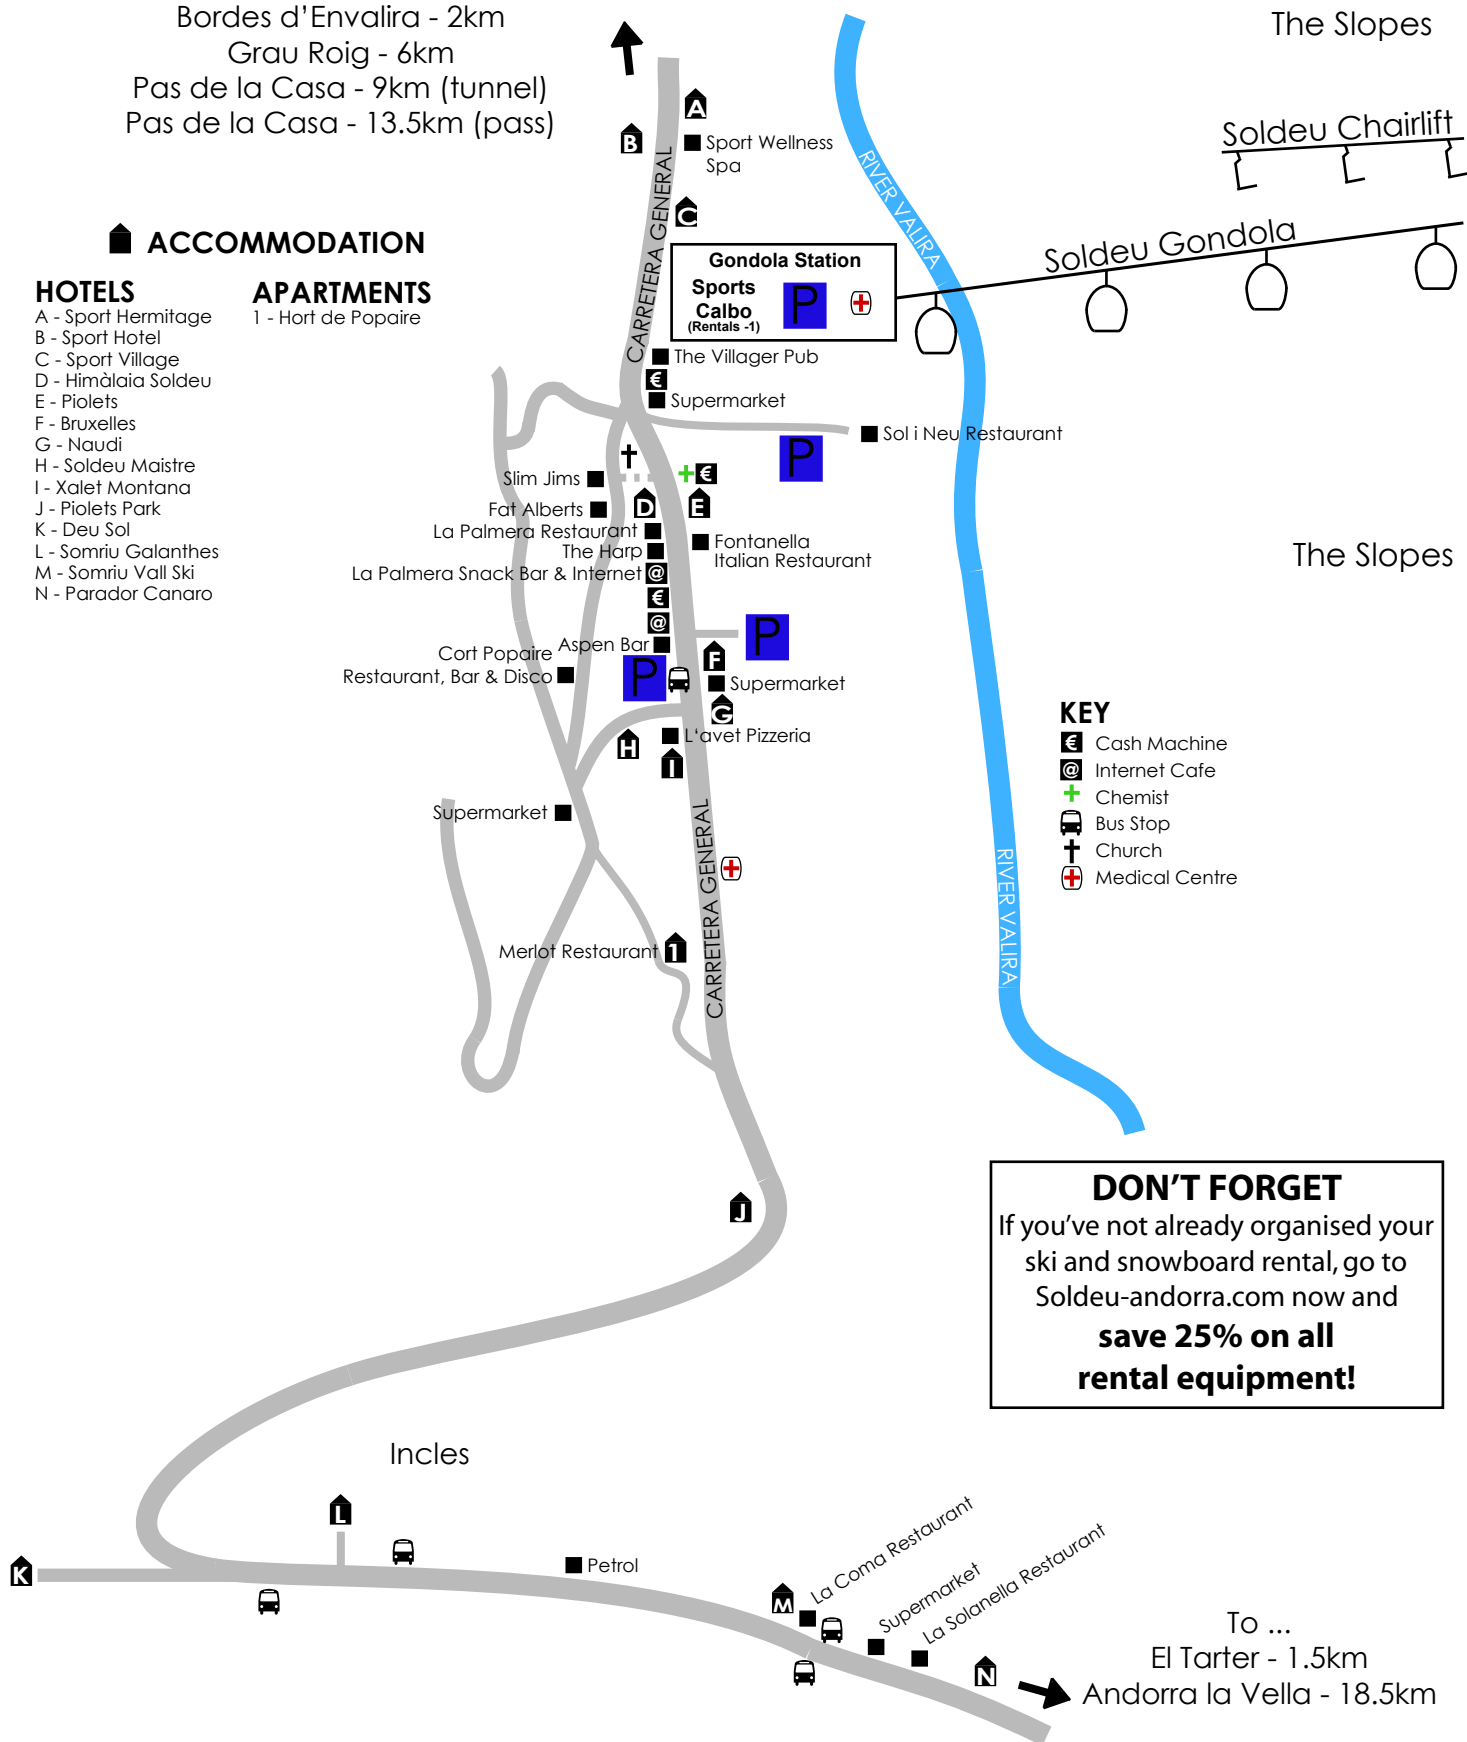 Bordes d'Envalira - 2km
Grau Roig - 6km
Pas de la Casa - 9km (tunnel)
Pas de la Casa - 13.5km (pass)
The Slopes
Soldeu Chairlift
Soldeu Gondola
A
B
Sport Wellness
Spa
C
CARRETERA GENERAL
RIVER VALIRA
ACCOMMODATION
HOTELS
A - Sport Hermitage
B - Sport Hotel
C - Sport Village
D - Himàlaia Soldeu
E - Piolets
F - Bruxelles
G - Naudi
H - Soldeu Maistre
I - Xalet Montana
J - Piolets Park
K - Deu Sol
L - Somriu Galanthes
M - Somriu Vall Ski
N - Parador Canaro
APARTMENTS
1 - Hort de Popaire
Gondola Station
Sports
Calbo
(Rentals -1)
P
The Villager Pub
€
Supermarket
Sol i Neu Restaurant
P
Slim Jims
€
Fat Alberts
D
E
La Palmera Restaurant
The Harp
Fontanella
Italian Restaurant
La Palmera Snack Bar & Internet @
€
@
The Slopes
Aspen Bar
P
Cort Popaire
Restaurant, Bar & Disco
P
F
Supermarket
G
H
L'avet Pizzeria
I
Supermarket
CARRETERA GENERAL
RIVER VALIRA
KEY
€ Cash Machine
@ Internet Cafe
Chemist
Bus Stop
Church
Medical Centre
Merlot Restaurant
1
J
DON'T FORGET
If you've not already organised your
ski and snowboard rental, go to
Soldeu-andorra.com now and
save 25% on all
rental equipment!
Incles
L
K
Petrol
M
La Coma Restaurant
Supermarket
La Solanella Restaurant
N
To ...
El Tarter - 1.5km
Andorra la Vella - 18.5km